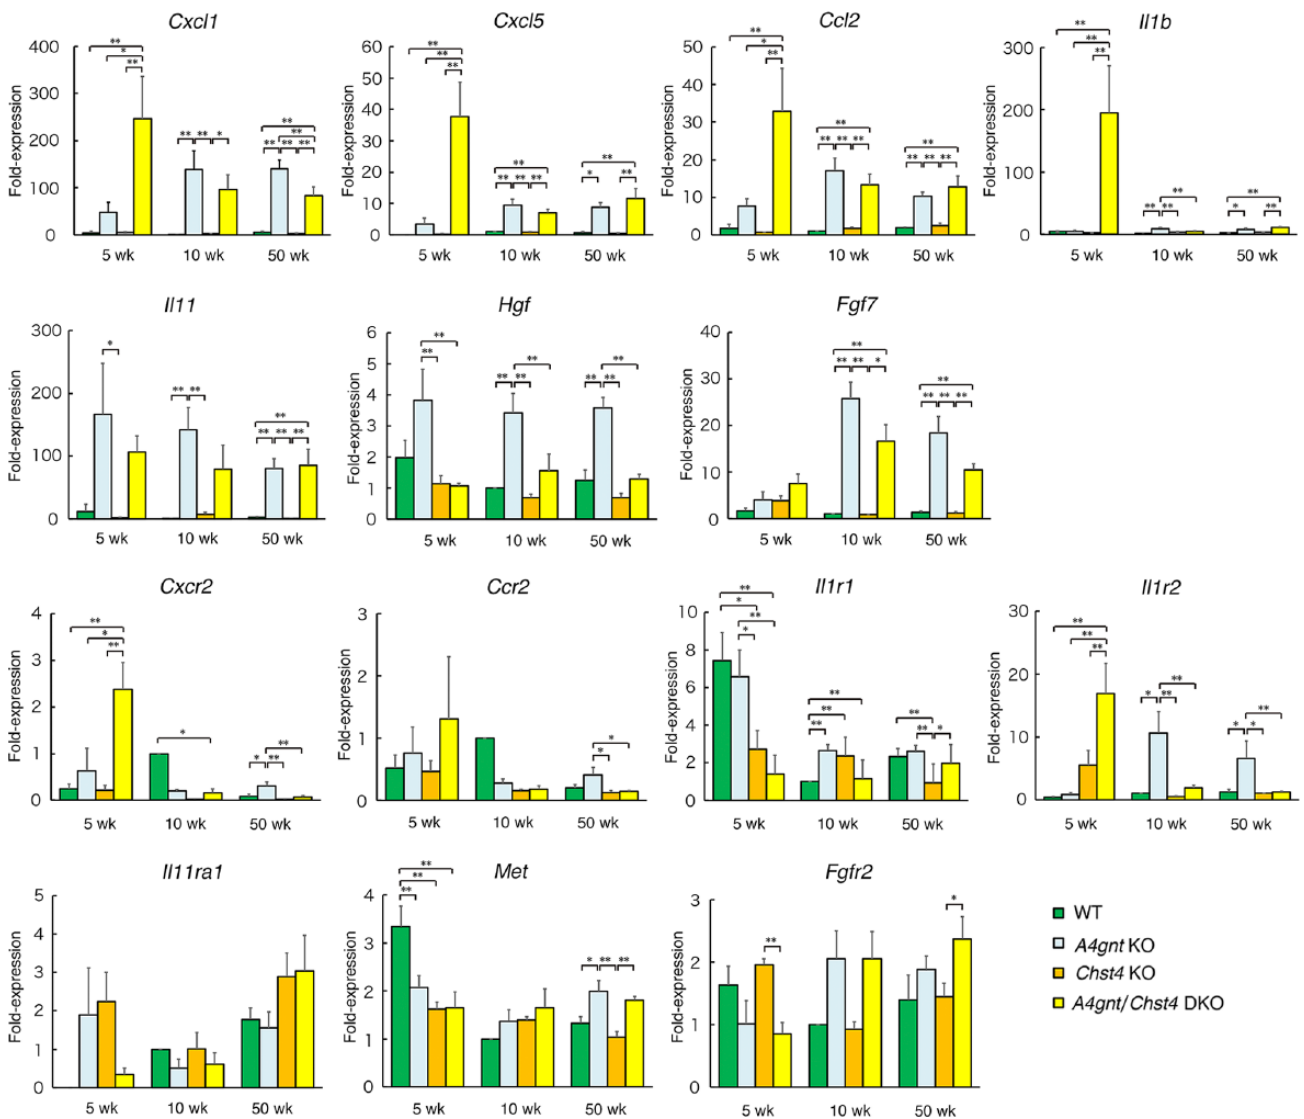 Cxcl1
Fold-expression
400
300
200
100
0
** * **
** ** *
** ** ** ** **
5 wk 10 wk 50 wk
Cxcl5
Fold-expression
60
50
40
30
20
10
0
** ** **
** ** ** **
** * **
5 wk 10 wk 50 wk
Ccl2
Fold-expression
50
40
30
20
10
0
** * **
** ** ** **
** ** ** **
5 wk 10 wk 50 wk
Il1b
Fold-expression
300
200
100
0
** ** **
** ** **
** * **
5 wk 10 wk 50 wk
Il11
Fold-expression
300
200
100
0
*
** **
** ** ** **
5 wk 10 wk 50 wk
Hgf
Fold-expression
6
5
4
3
2
1
0
** **
** ** **
** ** **
5 wk 10 wk 50 wk
Fgf7
Fold-expression
40
30
20
10
0
** ** ** *
** ** ** **
5 wk 10 wk 50 wk
Cxcr2
Fold-expression
4
3
2
1
0
** * **
*
* ** **
5 wk 10 wk 50 wk
Ccr2
Fold-expression
3
2
1
0
* *
5 wk 10 wk 50 wk
Il1r1
Fold-expression
10
8
6
4
2
0
** * ** *
** ** **
** ** *
5 wk 10 wk 50 wk
Il1r2
Fold-expression
30
20
10
0
** ** **
* ** **
* * **
5 wk 10 wk 50 wk
Il11ra1
Fold-expression
5
4
3
2
1
0
5 wk 10 wk 50 wk
Met
Fold-expression
4
3
2
1
0
** ** **
* ** **
5 wk 10 wk 50 wk
Fgfr2
Fold-expression
3
2
1
0
**
*
5 wk 10 wk 50 wk
WT
A4gnt KO
Chst4 KO
A4gnt/Chst4 DKO